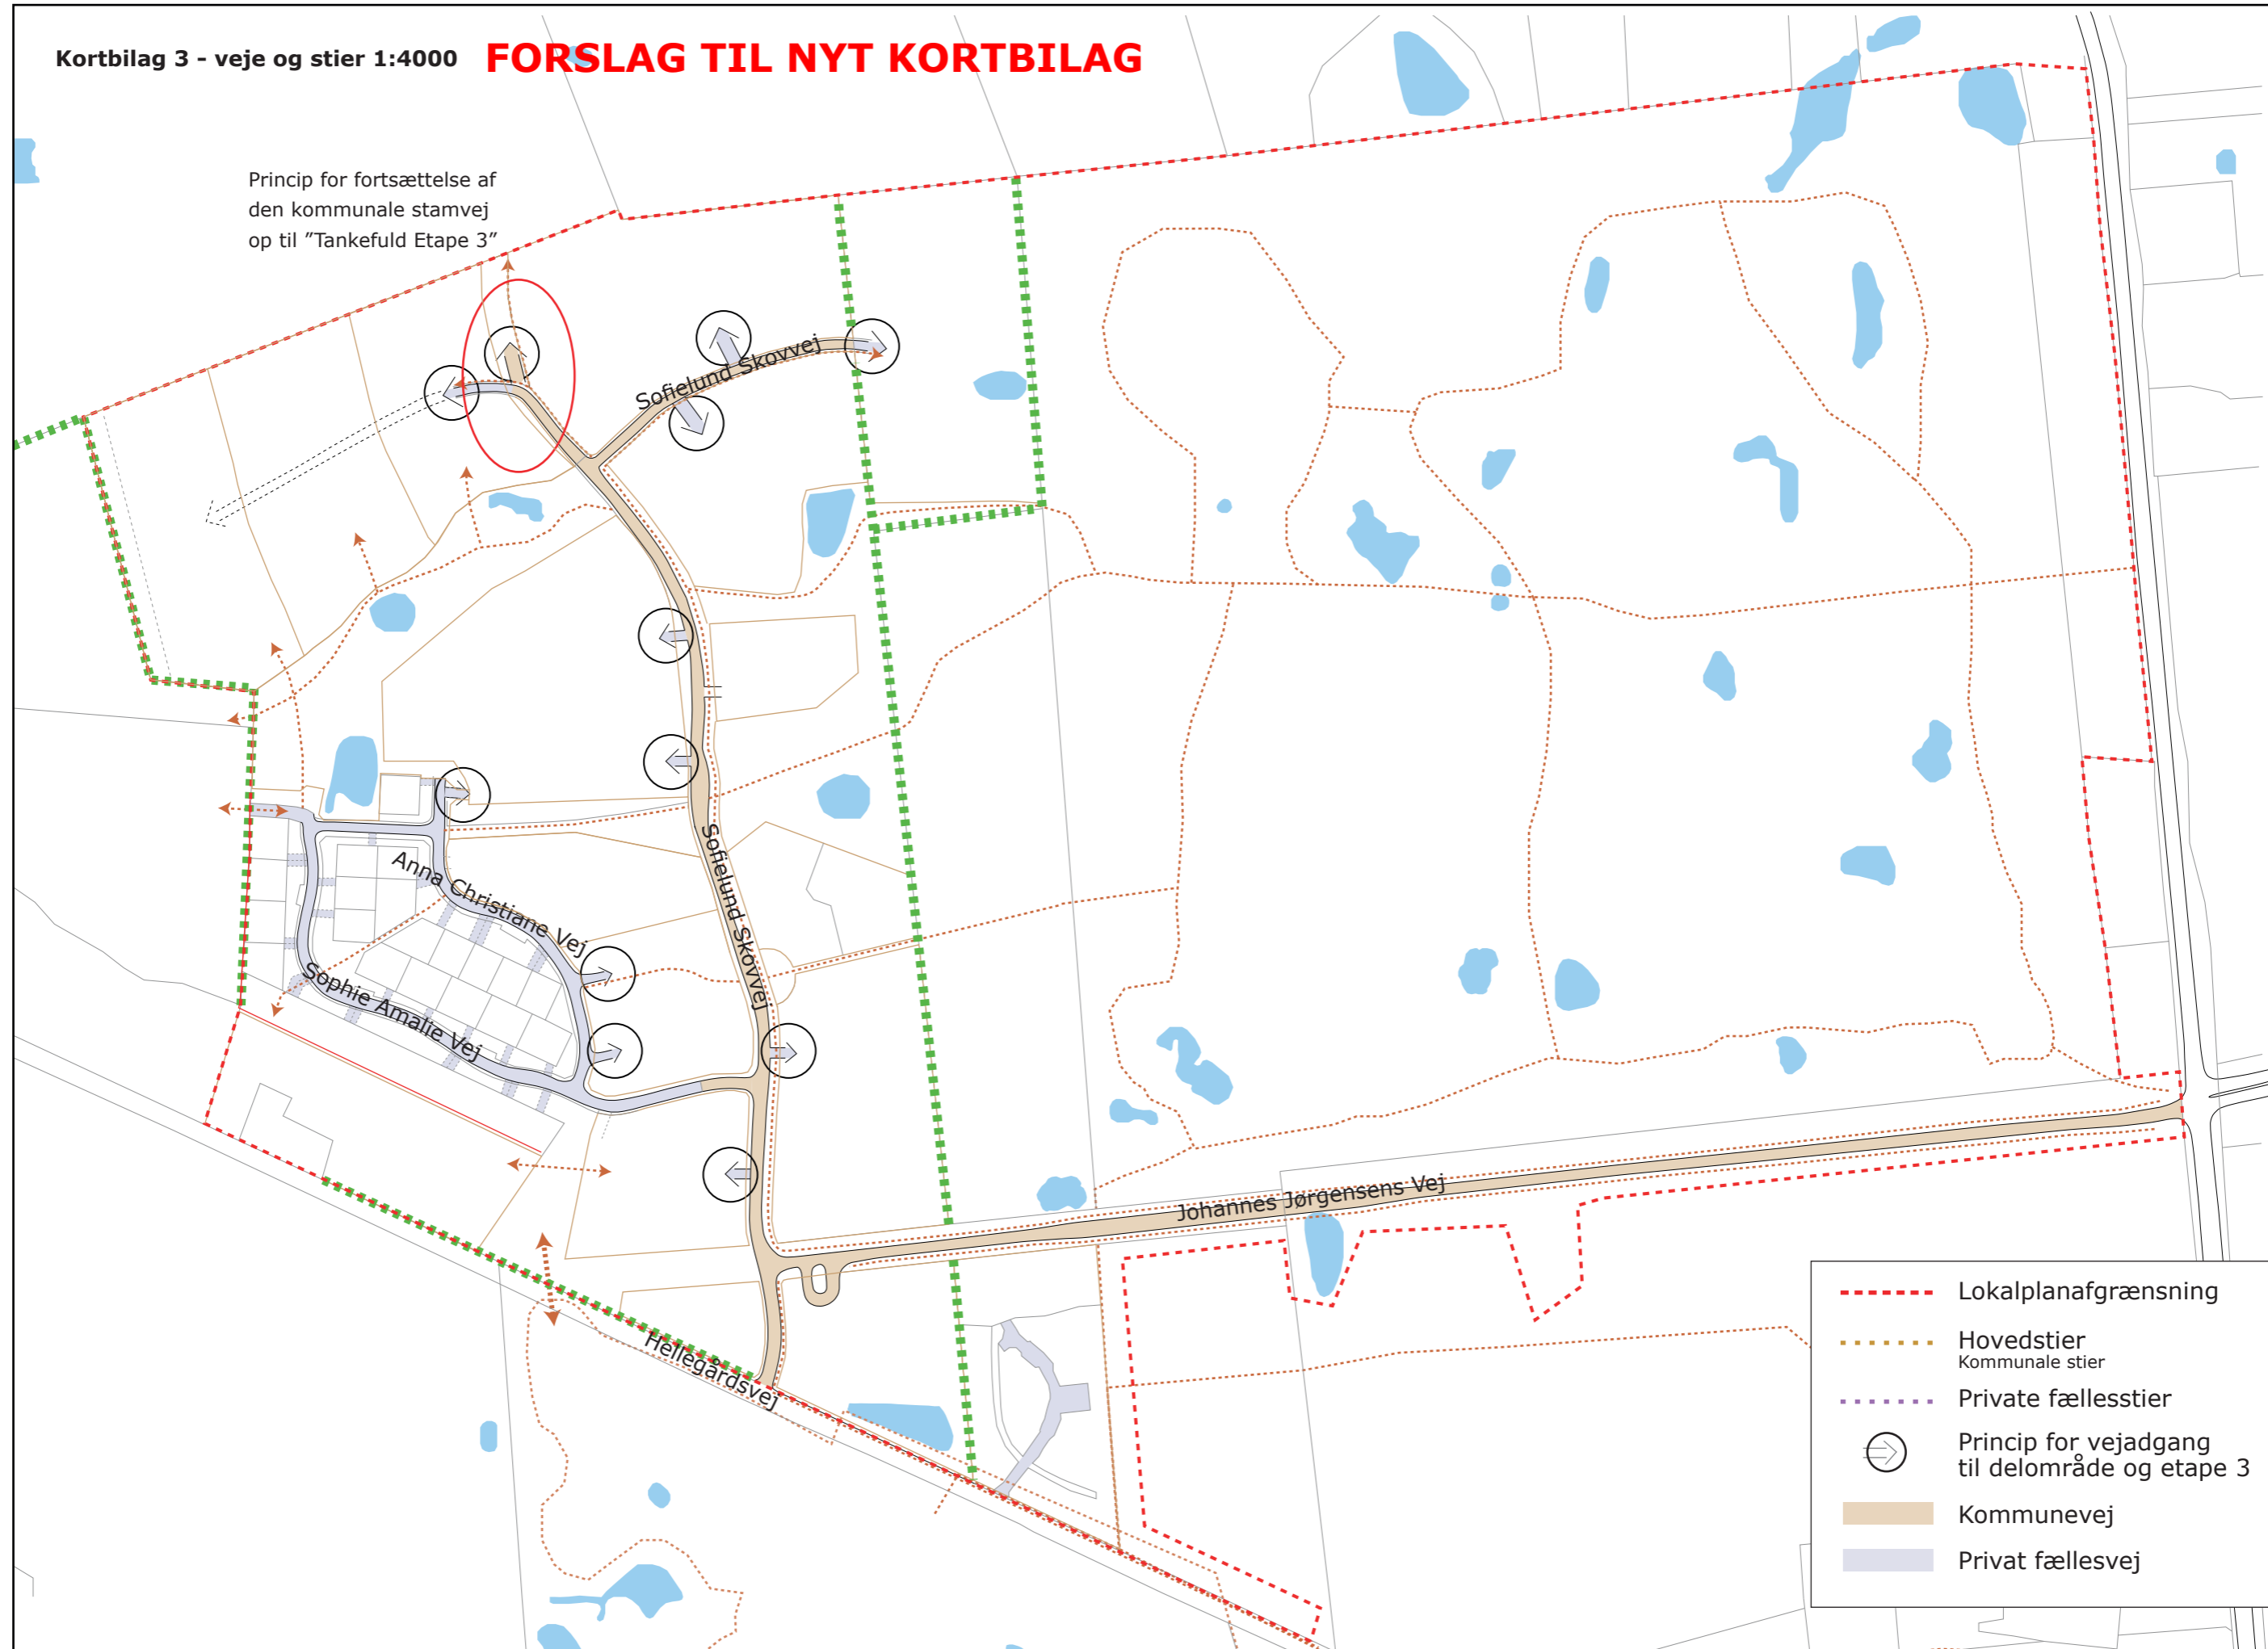 Kortbilag 3 - veje og stier 1:4000 FORSLAG TIL NYT KORTBILAG
Princip for fortsættelse af
den kommunale stamvej
op til ”Tankefuld Etape 3”
Sofielund Skovvej
Anna Christiane Vej
Sofielund Skovvej
Sophie Amalie Vej
Johannes Jørgensens Vej
Hellegårdsvej
Lokalplanafgrænsning
Hovedstier
Kommunale stier
Private fællesstier
Princip for vejadgang
til delområde og etape 3
Kommunevej
Privat fællesvej